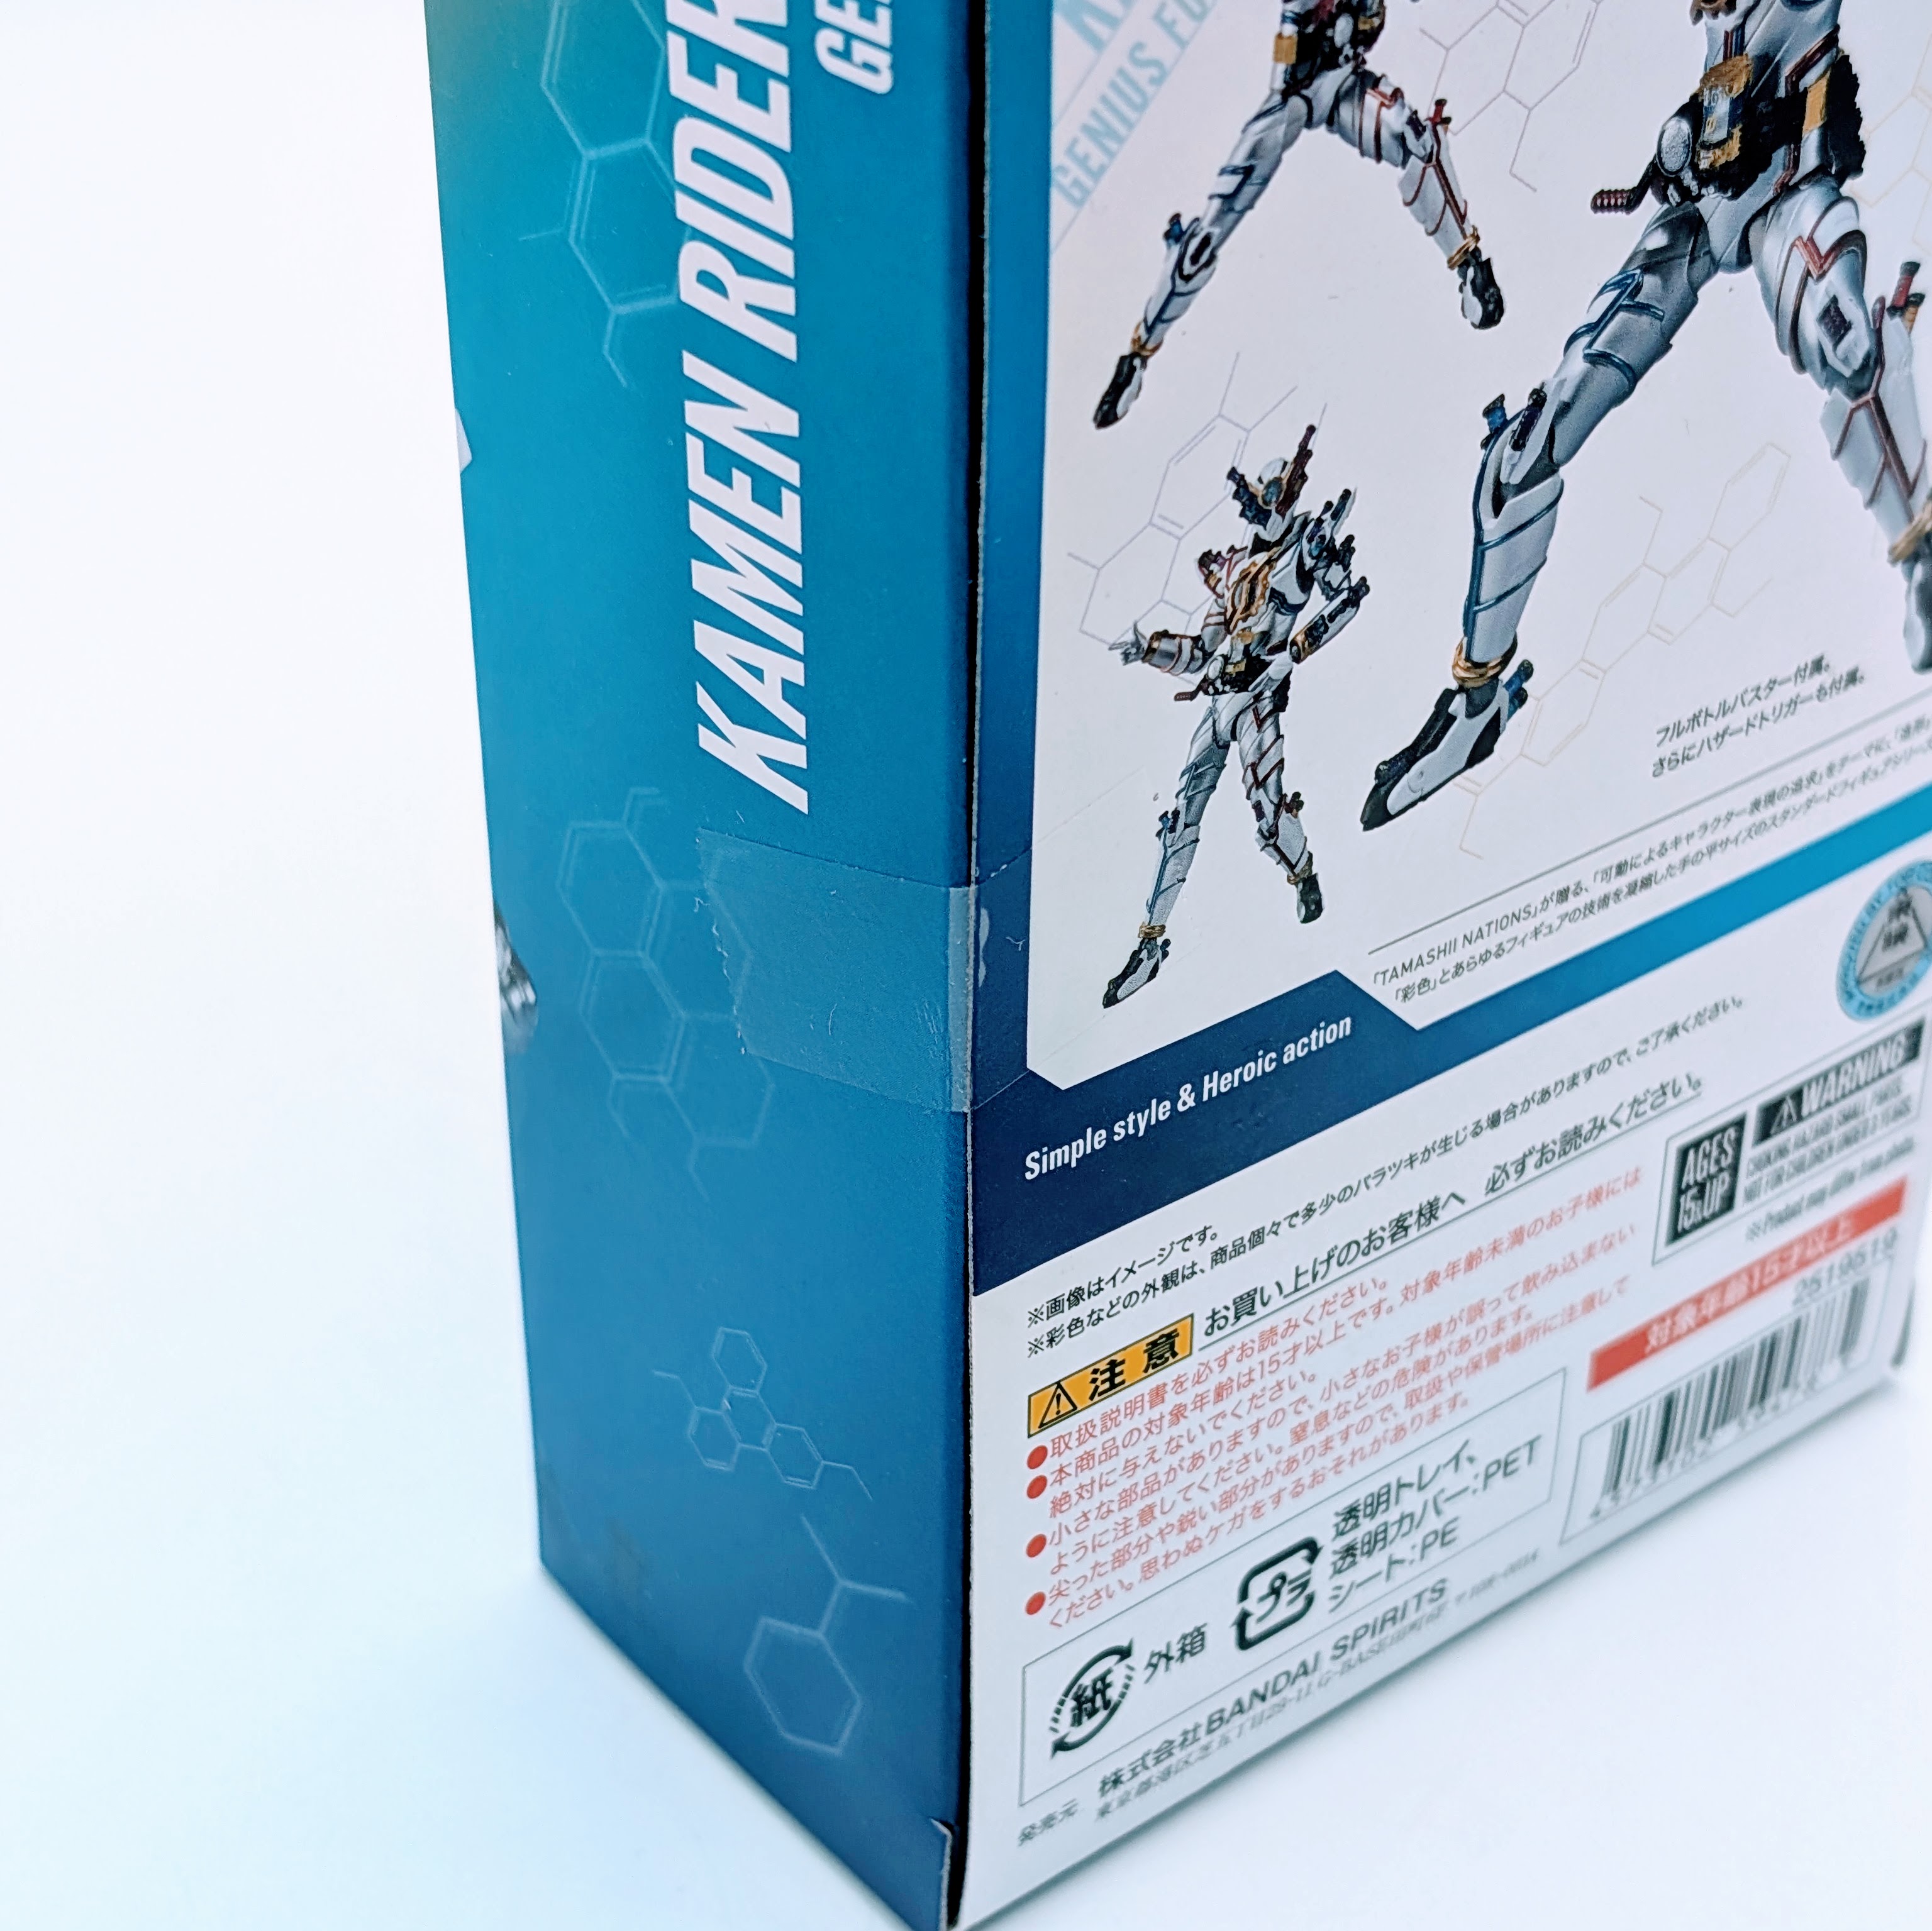 KAMEN RIDER
GE
GENIUS FO
フルボトルバスター付属。
さらにハザードトリガーも付属。
「TAMASHII NATIONS」が贈る、「可動によるキャラクター表現の追求」をテーマに、「造形」
「彩色」とあらゆるフィギュアの技術を凝縮した手の平サイズのスタンダードフィギュアシリー
Simple style & Heroic action
※画像はイメージです。
※彩色などの外観は、商品個々で多少のバラツキが生じる場合がありますので、ご了承ください。
注意 お買い上げのお客様へ 必ずお読みください。
●取扱説明書を必ずお読みください。
●本商品の対象年齢は15才以上です。対象年齢未満のお子様には
絶対に与えないでください。
●小さな部品がありますので、小さなお子様が誤って飲み込まない
ように注意してください。窒息などの危険があります。
●尖った部分や鋭い部分がありますので、取扱や保管場所に注意して
ください。思わぬケガをするおそれがあります。
AGES
15&UP
WARNING
CHOKING HAZARD SMALL PARTS.
NOT FOR CHILDREN UNDER 3 YEARS.
※Product may differ from photo.
対象年齢15才以上
2519519
紙 外箱
プラ
透明トレイ、
透明カバー:PET
シート:PE
発売元 株式会社BANDAI SPIRITS